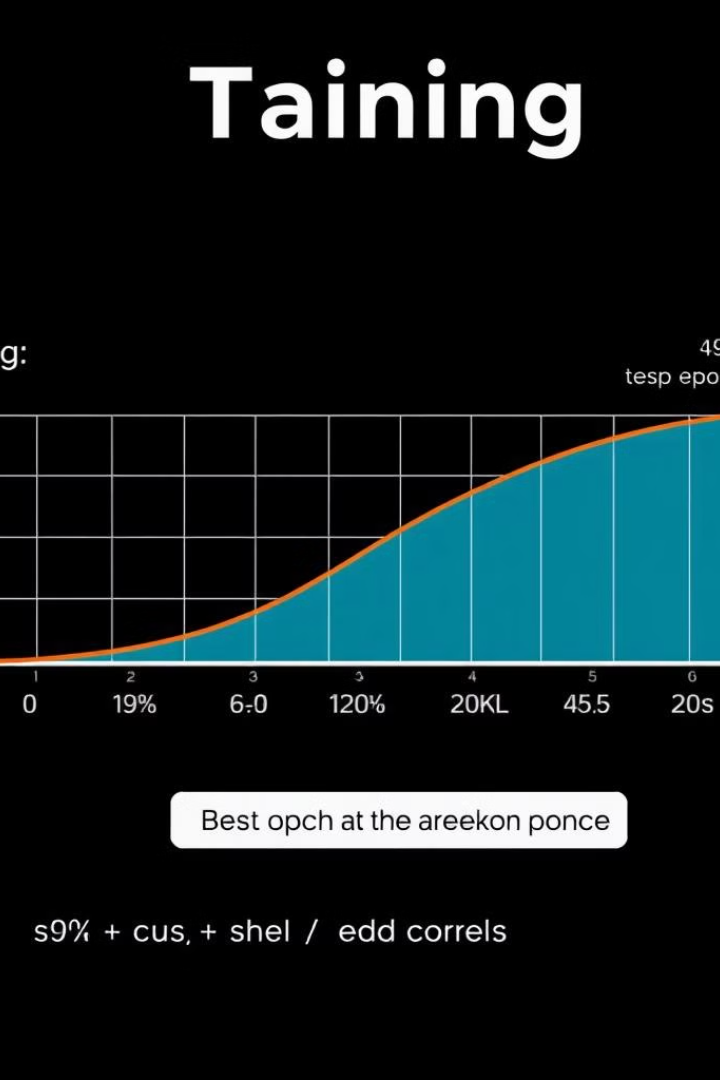 Taining
g:
49
tesp epo
1 2 3 3 4 5 6
0 19% 6-0 120% 20KL 45.5 20s
Best opch at the areekon ponce
s9% + cus, + shel / edd correls